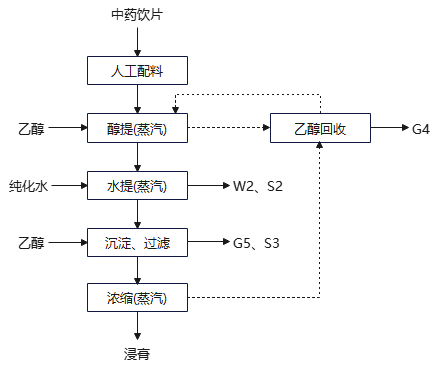 中药饮片
人工配料
乙醇
醇提(蒸汽)
乙醇回收
G4
纯化水
水提(蒸汽)
W2、S2
乙醇
沉淀、过滤
G5、S3
浓缩(蒸汽)
浸膏